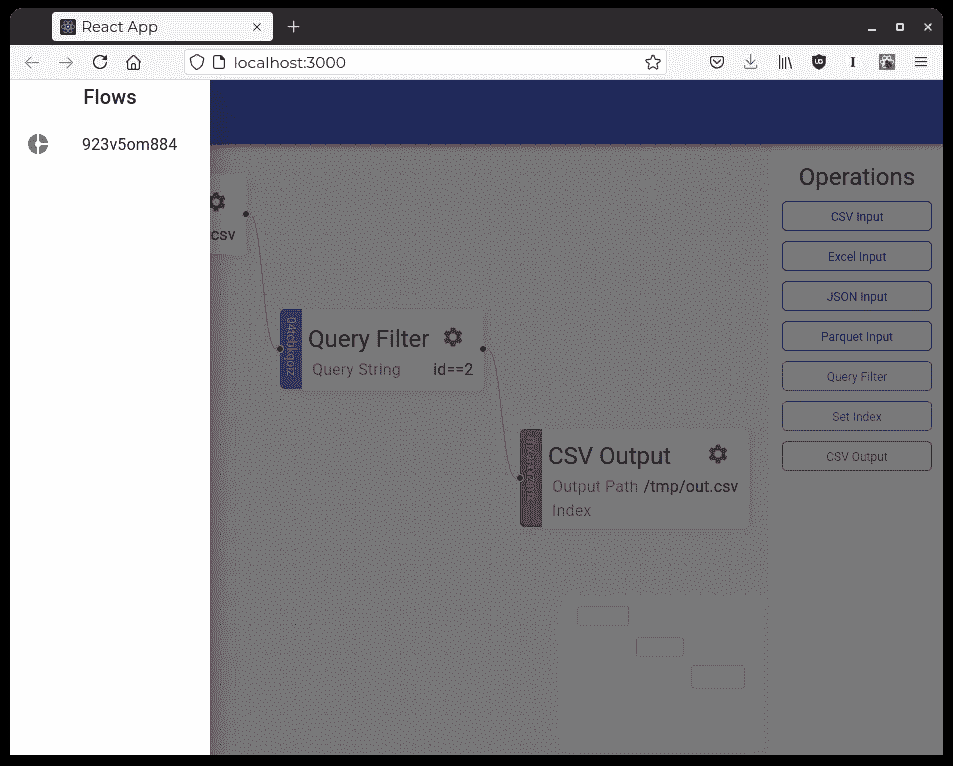 React App
localhost:3000
Flows
923v5om884
csv
Query Filter
Query String id==2
CSV Output
Output Path /tmp/out.csv
Index
Operations
CSV Input
Excel Input
JSON Input
Parquet Input
Query Filter
Set Index
CSV Output